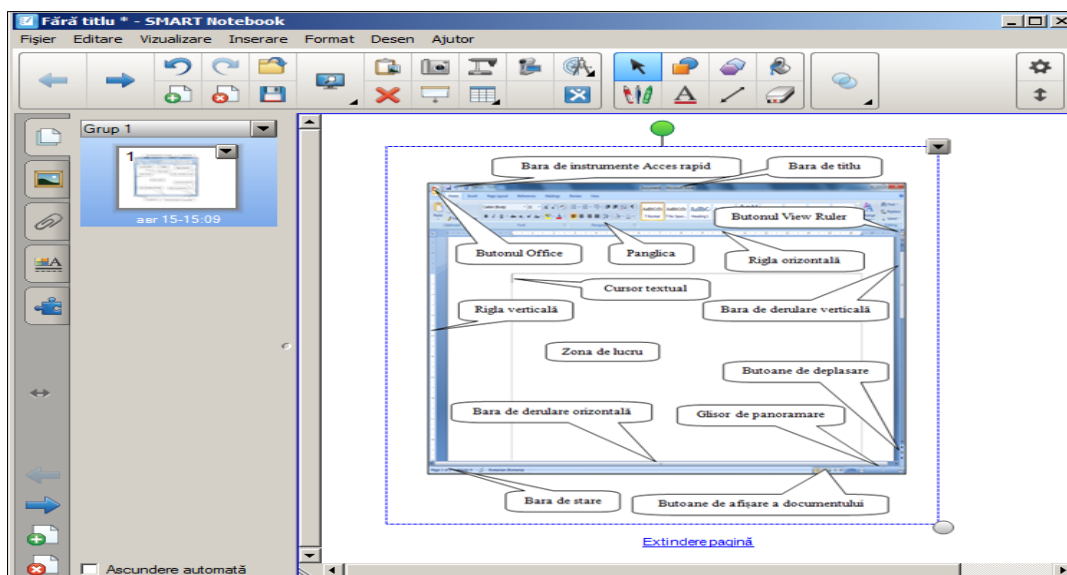 Fără titlu * - SMART Notebook
Fișier Editare Vizualizare Inserare Format Desen Ajutor
Grup 1
1
авг 15-15:09
Bara de instrumente Acces rapid
Bara de titlu
Butonul View Ruler
Butonul Office
Panglica
Rigla orizontală
Cursor textual
Rigla verticală
Bara de derulare verticală
Zona de lucru
Butoane de deplasare
Bara de derulare orizontală
Glisor de panoramare
Bara de stare
Butoane de afișare a documentului
Extindere pagină
Ascundere automată